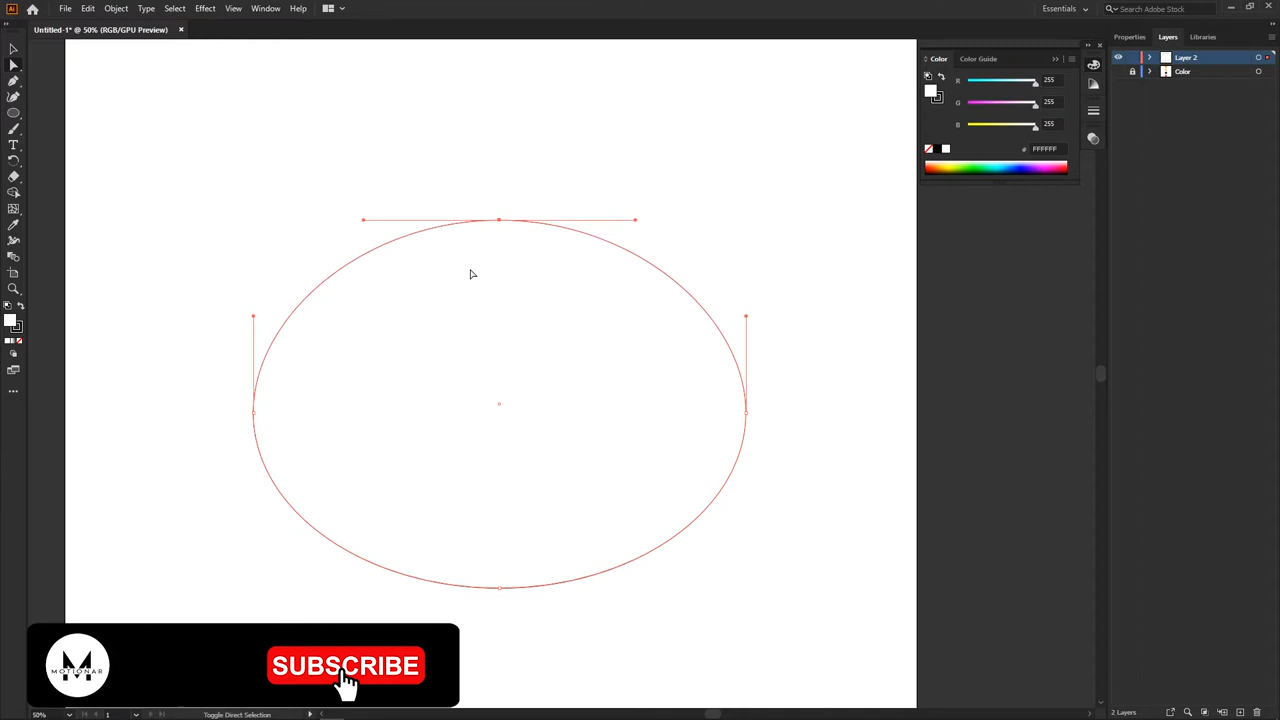 File Edit Object Type Select Effect View Window Help
Essentials
Search Adobe Stock
Untitled-1* @ 50% (RGB/GPU Preview)
Color Color Guide
R 255
G 255
B 255
# FFFFFF
Properties Layers Libraries
Layer 2
Color
MOTIONAR
SUBSCRIBE
50% 1 Toggle Direct Selection
2 Layers